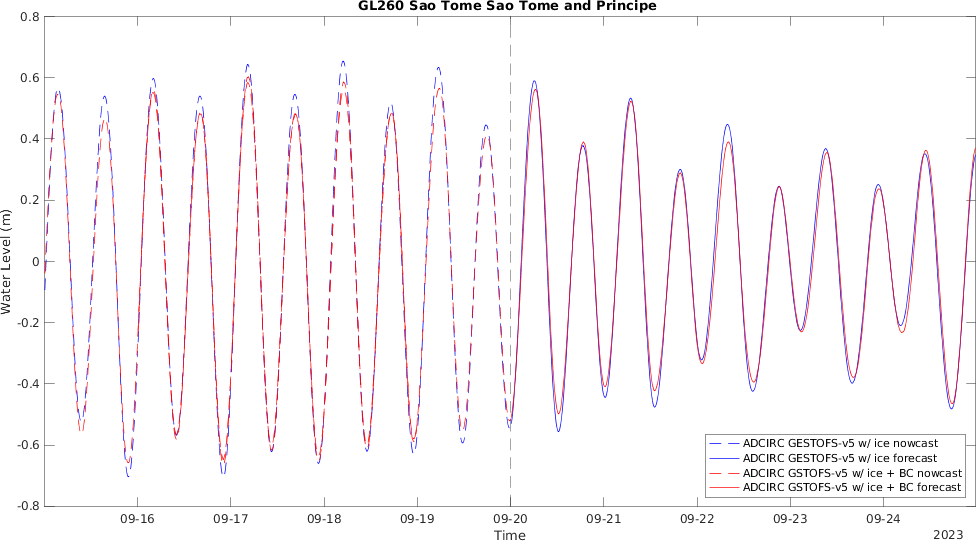 GL260 Sao Tome Sao Tome and Principe
Water Level (m)
0.8
0.6
0.4
0.2
0
-0.2
-0.4
-0.6
-0.8
ADCIRC GESTOFS-v5 w/ ice nowcast
ADCIRC GESTOFS-v5 w/ ice forecast
ADCIRC GSTOFS-v5 w/ ice + BC nowcast
ADCIRC GSTOFS-v5 w/ ice + BC forecast
09-16 09-17 09-18 09-19 09-20 09-21 09-22 09-23 09-24
Time
2023